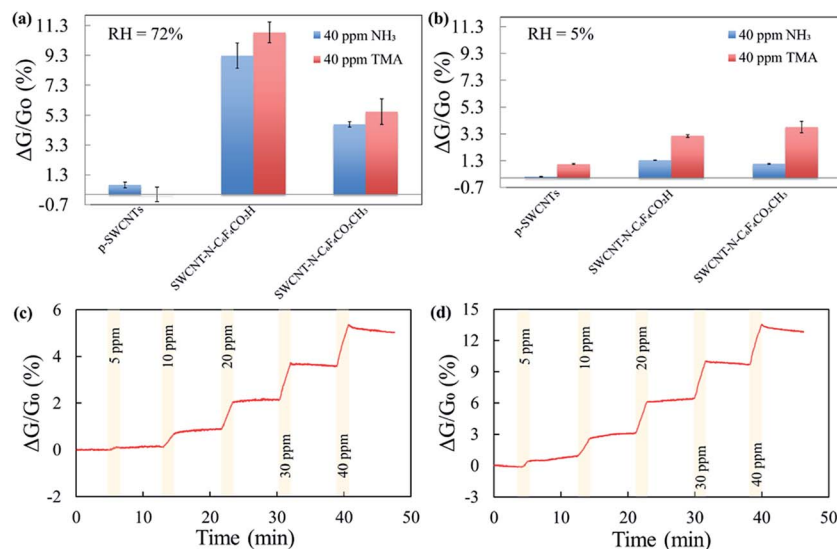 (a)
RH = 72%
40 ppm NH₃
40 ppm TMA
ΔG/Go (%)
11.3
9.3
7.3
5.3
3.3
1.3
-0.7
p-SWCNTs
SWCNT-N-C₆F₄CO₂H
SWCNT-N-C₆F₄CO₂CH₃
(b)
RH = 5%
40 ppm NH₃
40 ppm TMA
ΔG/Go (%)
11.3
9.3
7.3
5.3
3.3
1.3
-0.7
p-SWCNTs
SWCNT-N-C₆F₄CO₂H
SWCNT-N-C₆F₄CO₂CH₃
(c)
ΔG/Go (%)
6
4
2
0
-2
5 ppm
10 ppm
20 ppm
30 ppm
40 ppm
0 10 20 30 40 50
Time (min)
(d)
ΔG/Go (%)
15
12
9
6
3
0
-3
5 ppm
10 ppm
20 ppm
30 ppm
40 ppm
0 10 20 30 40 50
Time (min)